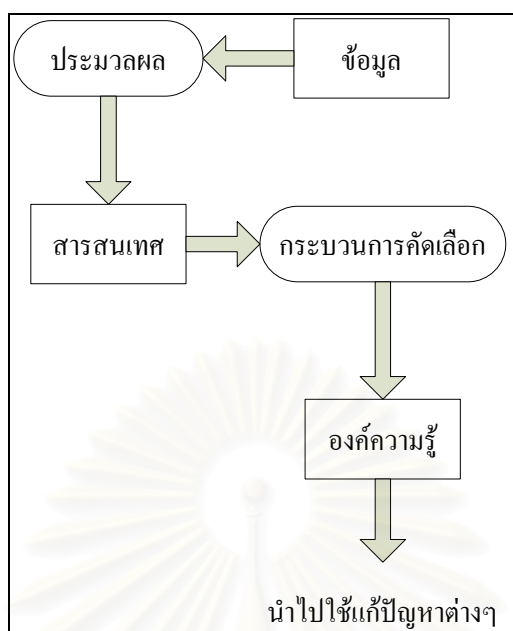 ประมวลผล
ข้อมูล
สารสนเทศ
กระบวนการคัดเลือก
องค์ความรู้
นำไปใช้แก้ปัญหาต่างๆ